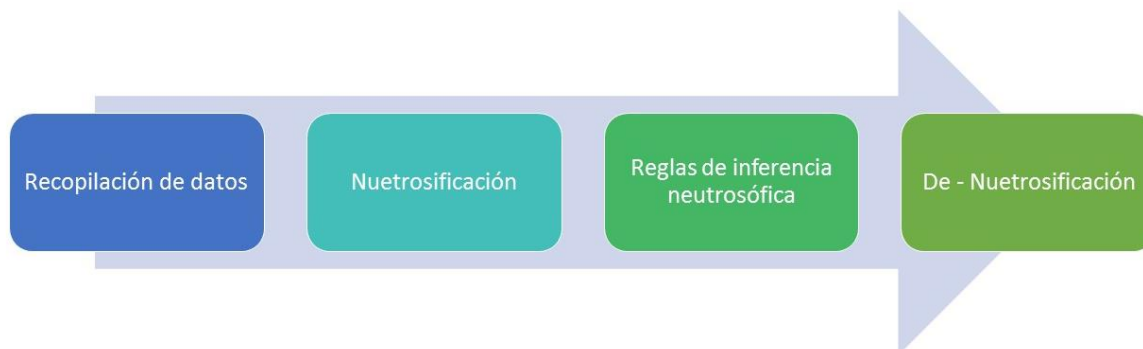 Recopilación de datos
Nuetrosificación
Reglas de inferencia
neutrosófica
De - Nuetrosificación